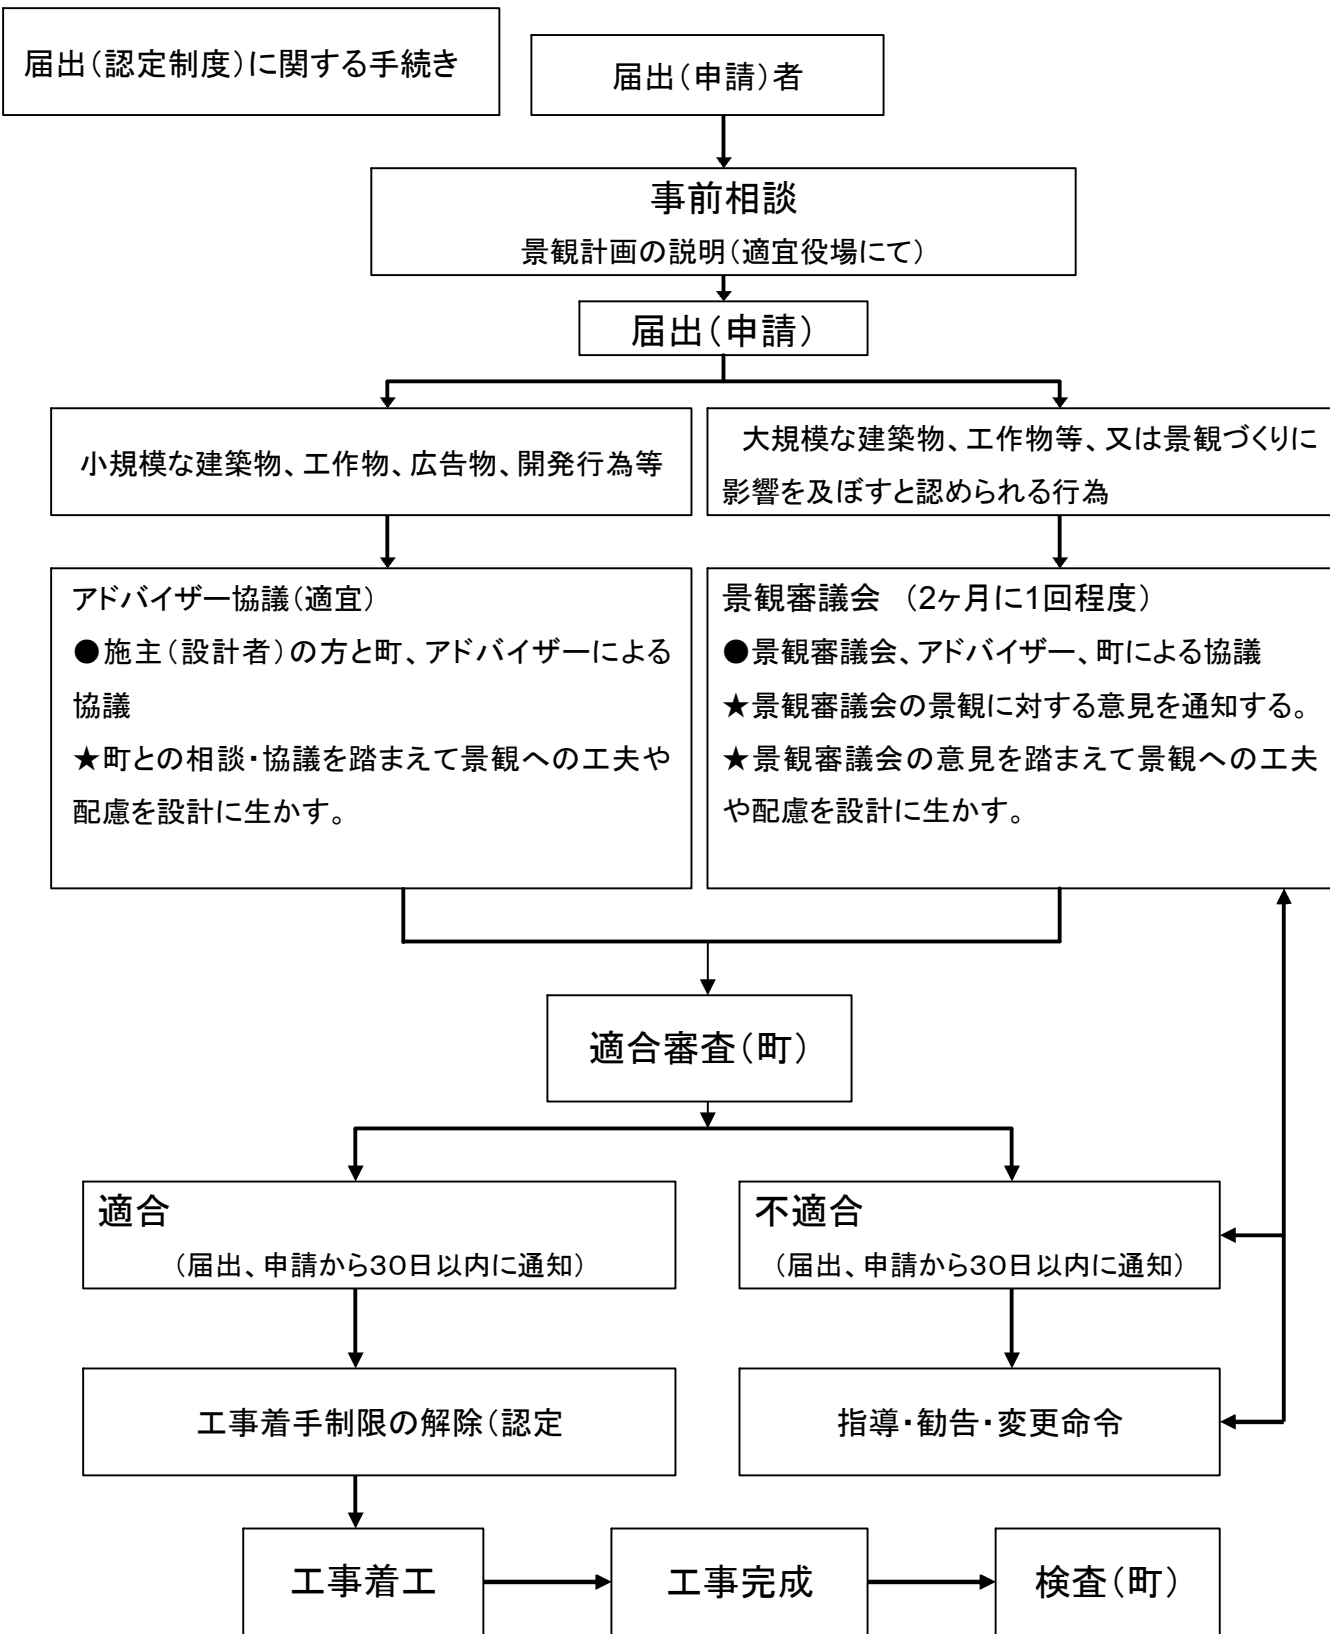 届出（認定制度）に関する手続き
届出（申請）者
事前相談
景観計画の説明（適宜役場にて）
届出（申請）
小規模な建築物、工作物、広告物、開発行為等
大規模な建築物、工作物等、又は景観づくりに
影響を及ぼすと認められる行為
アドバイザー協議（適宜）
●施主（設計者）の方と町、アドバイザーによる
協議
★町との相談・協議を踏まえて景観への工夫や
配慮を設計に生かす。
景観審議会　（2ヶ月に1回程度）
●景観審議会、アドバイザー、町による協議
★景観審議会の景観に対する意見を通知する。
★景観審議会の意見を踏まえて景観への工夫
や配慮を設計に生かす。
適合審査（町）
適合
（届出、申請から３０日以内に通知）
不適合
（届出、申請から３０日以内に通知）
工事着手制限の解除（認定
指導・勧告・変更命令
工事着工
工事完成
検査（町）